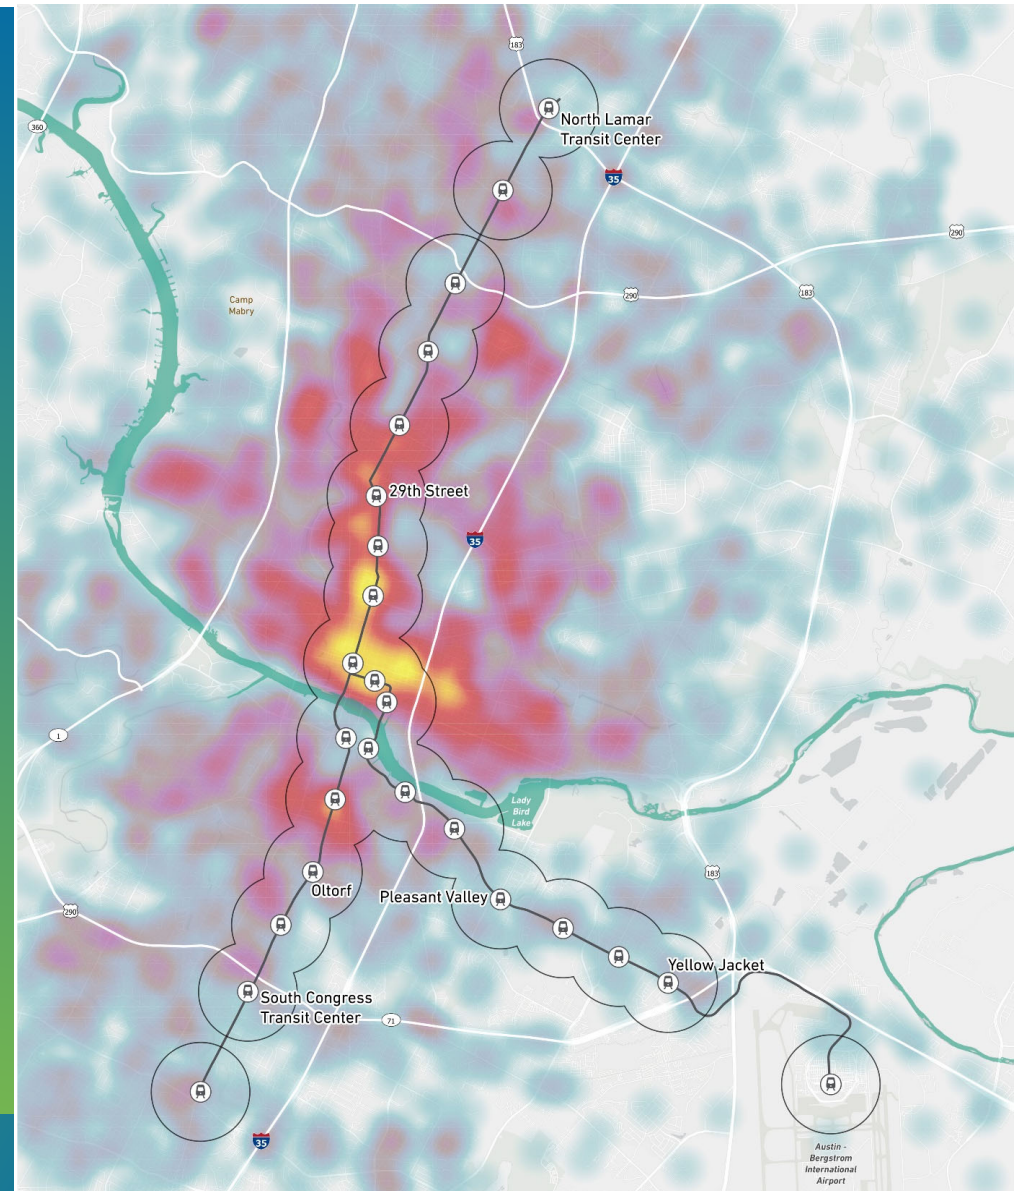 183
North Lamar
Transit Center
360
35
290
183
290
Camp
Mabry
29th Street
35
1
Lady
Bird
Lake
183
Oltorf
Pleasant Valley
290
Yellow Jacket
South Congress
Transit Center
71
35
Austin -
Bergstrom
International
Airport